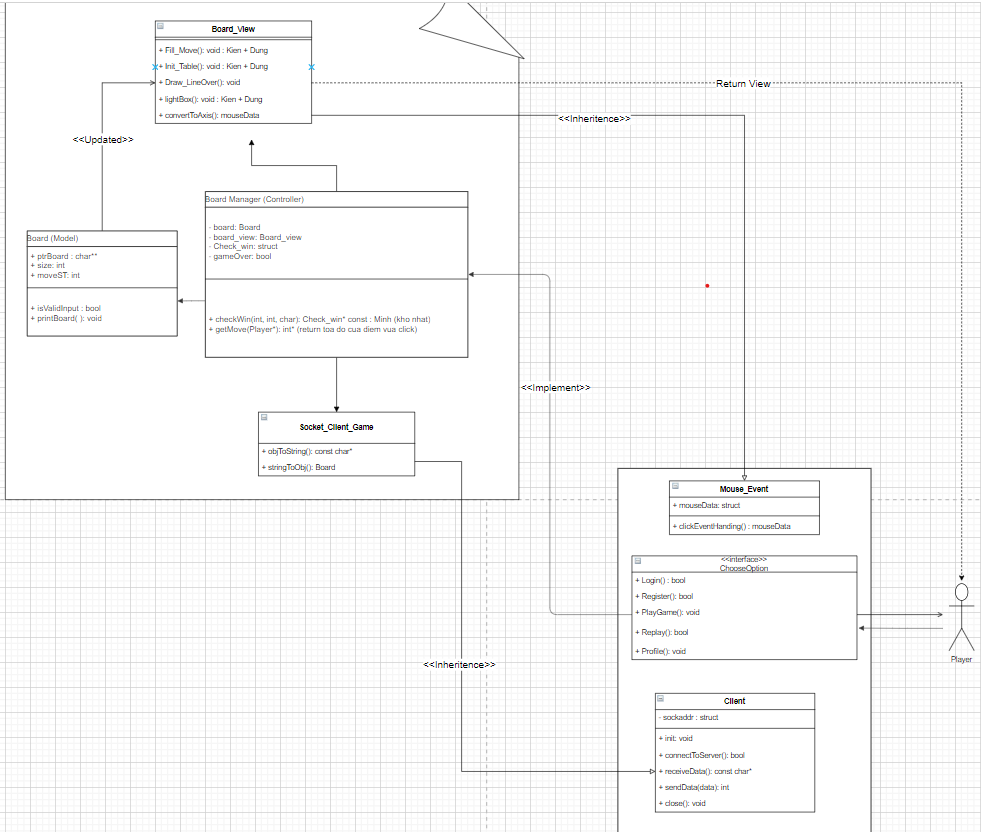 Board_View
+ Fill_Move(): void : Kien + Dung
+ Init_Table(): void : Kien + Dung
+ Draw_LineOver(): void
+ lightBox(): void : Kien + Dung
+ convertToAxis(): mouseData
Return View
<<Inheritence>>
<<Updated>>
Board Manager (Controller)
- board: Board
- board_view: Board_view
- Check_win: struct
- gameOver: bool
+ checkWin(int, int, char): Check_win* const : Minh (kho nhat)
+ getMove(Player*): int* (return toa do cua diem vua click)
Board (Model)
+ ptrBoard : char**
+ size: int
+ moveST: int
+ isValidInput : bool
+ printBoard( ): void
<<Implement>>
Socket_Client_Game
+ objToString(): const char*
+ stringToObj(): Board
Mouse_Event
+ mouseData: struct
+ clickEventHanding() : mouseData
<<interface>>
ChooseOption
+ Login() : bool
+ Register(): bool
+ PlayGame(): void
+ Replay(): bool
+ Profile(): void
Player
<<Inheritence>>
Client
- sockaddr : struct
+ init: void
+ connectToServer(): bool
+ receiveData(): const char*
+ sendData(data): int
+ close(): void